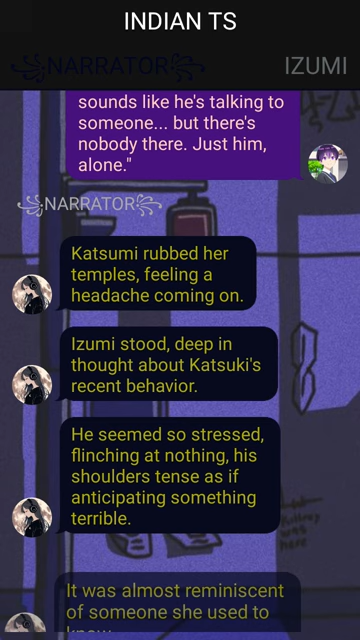 INDIAN TS
꧁NARRATOR꧂
IZUMI
sounds like he's talking to
someone... but there's
nobody there. Just him,
alone."
꧁NARRATOR꧂
Katsumi rubbed her
temples, feeling a
headache coming on.
Izumi stood, deep in
thought about Katsuki's
recent behavior.
He seemed so stressed,
flinching at nothing, his
shoulders tense as if
anticipating something
terrible.
was
here
It was almost reminiscent
of someone she used to
know